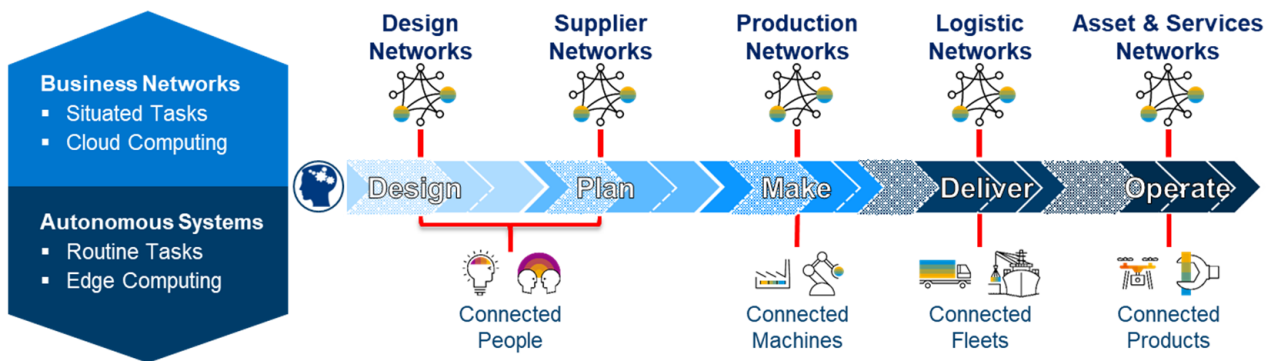 Business Networks
▪ Situated Tasks
▪ Cloud Computing
Autonomous Systems
▪ Routine Tasks
▪ Edge Computing
Design
Networks
Supplier
Networks
Production
Networks
Logistic
Networks
Asset & Services
Networks
Design
Plan
Make
Deliver
Operate
Connected
People
Connected
Machines
Connected
Fleets
Connected
Products